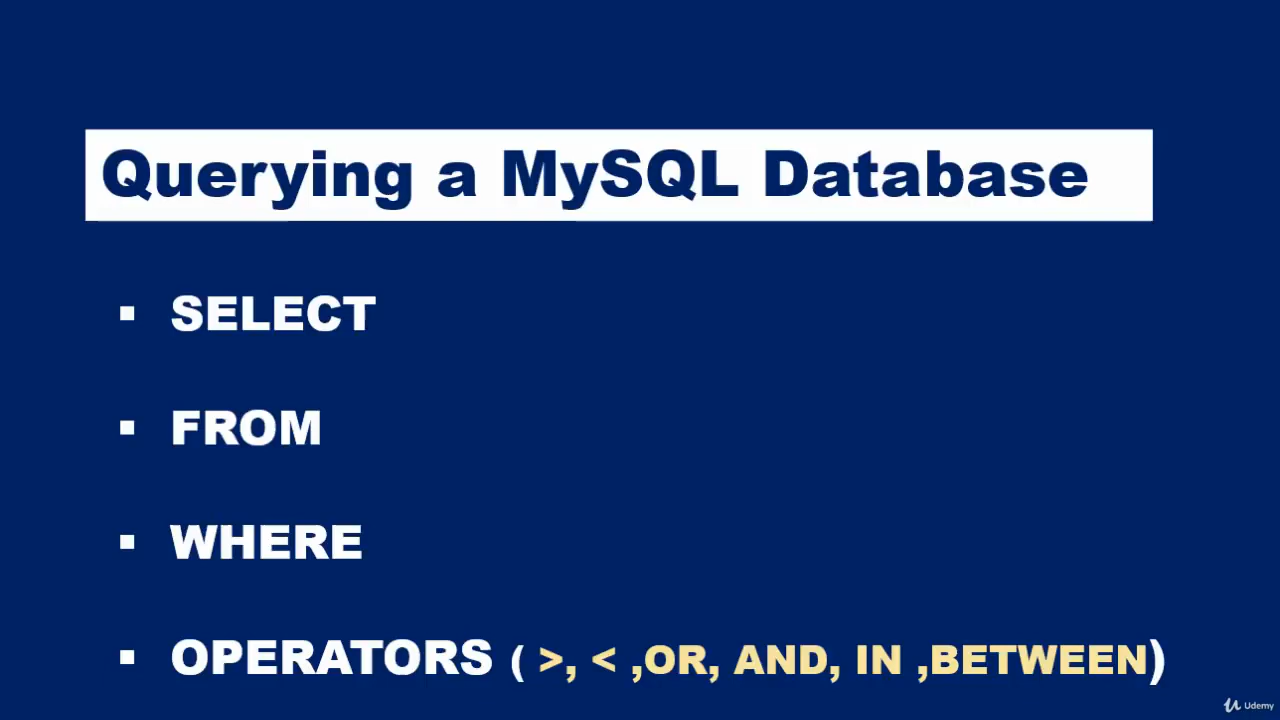 Querying a MySQL Database
▪ SELECT
▪ FROM
▪ WHERE
▪ OPERATORS ( >, < ,OR, AND, IN ,BETWEEN)
Udemy